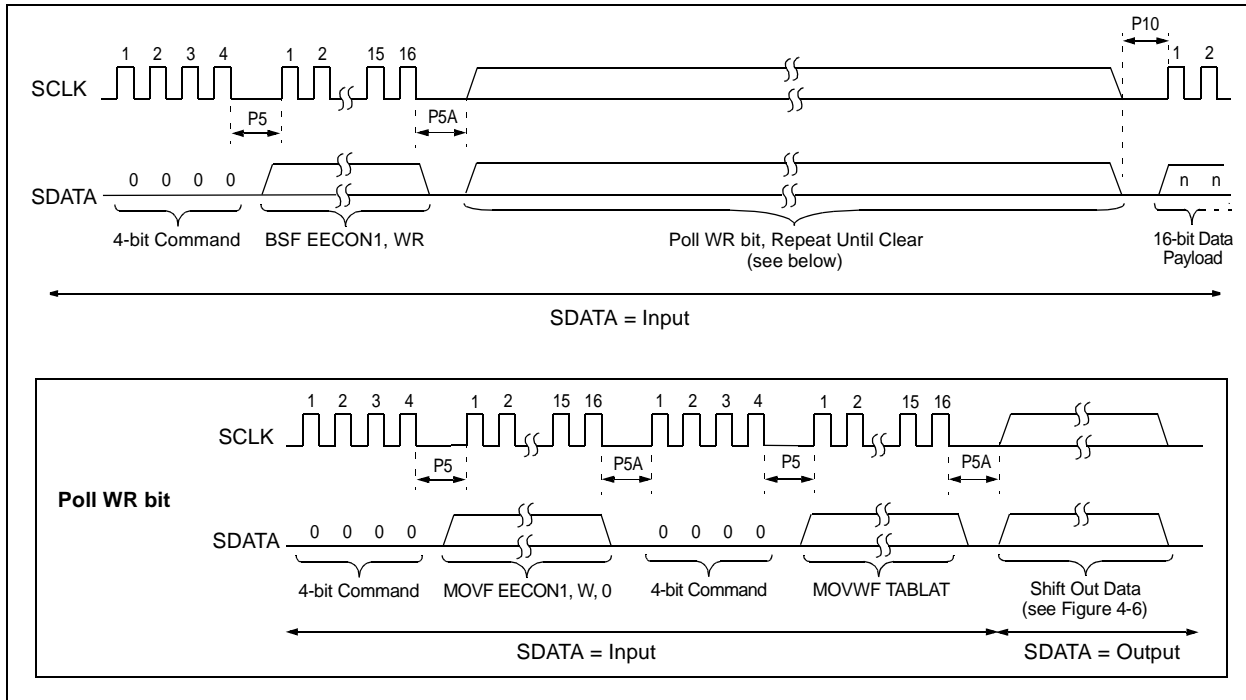 P10
1 2 3 4 1 2 15 16 1 2
SCLK
P5 P5A
0 0 0 0 n n
SDATA
4-bit Command BSF EECON1, WR Poll WR bit, Repeat Until Clear 16-bit Data
(see below) Payload
SDATA = Input
1 2 3 4 1 2 15 16 1 2 3 4 1 2 15 16
SCLK
P5 P5A P5 P5A
Poll WR bit
0 0 0 0 0 0 0 0
SDATA
4-bit Command MOVF EECON1, W, 0 4-bit Command MOVWF TABLAT Shift Out Data
(see Figure 4-6)
SDATA = Input SDATA = Output